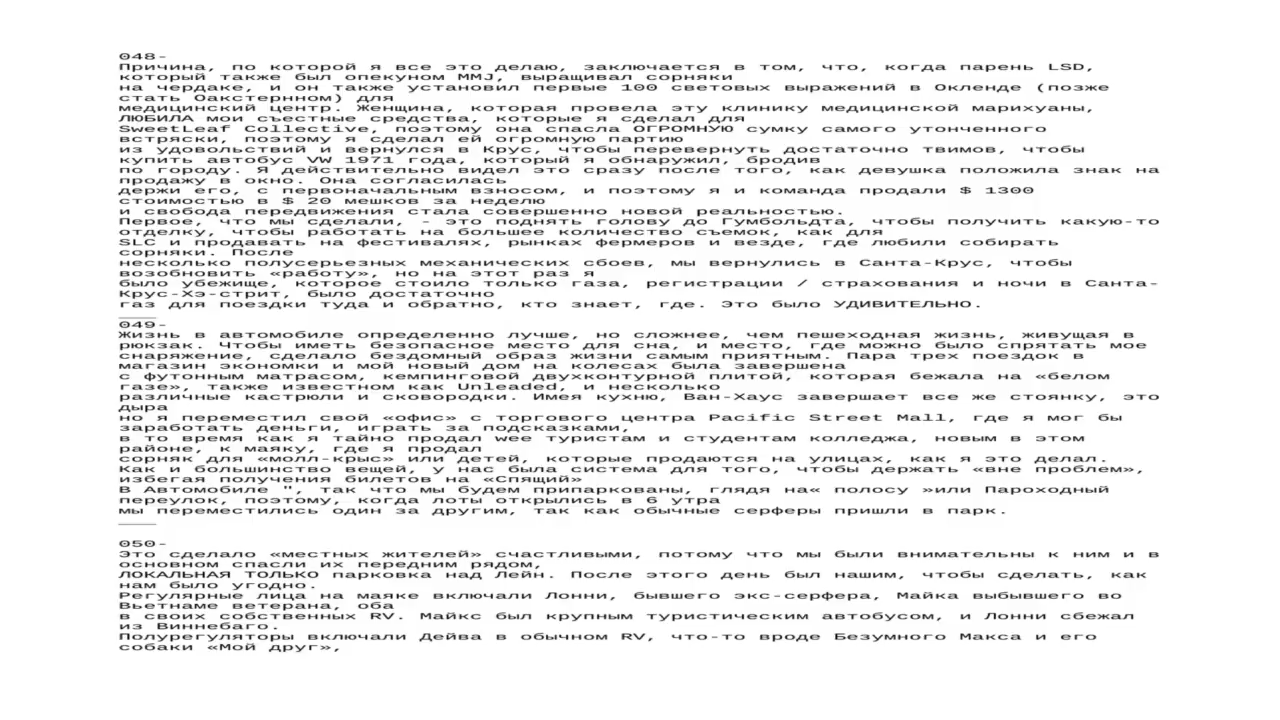 048-
Причина, по которой я все это делаю, заключается в том, что, когда парень LSD,
который также был опекуном MMJ, выращивал сорняки
на чердаке, и он также установил первые 100 световых выражений в Окленде (позже
стать Оакстернном) для
медицинский центр. Женщина, которая провела эту клинику медицинской марихуаны,
ЛЮБИЛА мои съестные средства, которые я сделал для
SweetLeaf Collective, поэтому она спасла ОГРОМНУЮ сумку самого утонченного
встряски, поэтому я сделал ей огромную партию
из удовольствий и вернулся в Крус, чтобы перевернуть достаточно твимов, чтобы
купить автобус VW 1971 года, который я обнаружил, бродив
по городу. Я действительно видел это сразу после того, как девушка положила знак на
продажу в окно. Она согласилась
держи его, с первоначальным взносом, и поэтому я и команда продали $ 1300
стоимостью в $ 20 мешков за неделю
и свобода передвижения стала совершенно новой реальностью.
Первое, что мы сделали, - это поднять голову до Гумбольдта, чтобы получить какую-то
отделку, чтобы работать на большее количество съемок, как для
SLC и продавать на фестивалях, рынках фермеров и везде, где любили собирать
сорняки. После
несколько полусерьезных механических сбоев, мы вернулись в Санта-Крус, чтобы
возобновить «работу», но на этот раз я
было убежище, которое стоило только газа, регистрации / страхования и ночи в Санта-
Крус-Хэ-стрит, было достаточно
газ для поездки туда и обратно, кто знает, где. Это было УДИВИТЕЛЬНО.
______
049-
Жизнь в автомобиле определенно лучше, но сложнее, чем пешеходная жизнь, живущая в
рюкзак. Чтобы иметь безопасное место для сна, и место, где можно было спрятать мое
снаряжение, сделало бездомный образ жизни самым приятным. Пара трех поездок в
магазин экономки и мой новый дом на колесах была завершена
с футонным матрасом, кемпинговой двухконтурной плитой, которая бежала на «белом
газе», также известном как Unleaded, и несколько
различные кастрюли и сковородки. Имея кухню, Ван-Хаус завершает все же стоянку, это
дыра
но я переместил свой «офис» с торгового центра Pacific Street Mall, где я мог бы
заработать деньги, играть за подсказками,
в то время как я тайно продал wee туристам и студентам колледжа, новым в этом
районе, к маяку, где я продал
сорняк для «молл-крыс» или детей, которые продаются на улицах, как я это делал.
Как и большинство вещей, у нас была система для того, чтобы держать «вне проблем»,
избегая получения билетов на «Спящий»
В Автомобиле ", так что мы будем припаркованы, глядя на« полосу »или Пароходный
переулок, поэтому, когда лоты открылись в 6 утра
мы переместились один за другим, так как обычные серферы пришли в парк.
______
050-
Это сделало «местных жителей» счастливыми, потому что мы были внимательны к ним и в
основном спасли их передним рядом,
ЛОКАЛЬНАЯ ТОЛЬКО парковка над Лейн. После этого день был нашим, чтобы сделать, как
нам было угодно.
Регулярные лица на маяке включали Лонни, бывшего экс-серфера, Майка выбывшего во
Вьетнаме ветерана, оба
в своих собственных RV. Майкс был крупным туристическим автобусом, и Лонни сбежал
из Виннебаго.
Полурегуляторы включали Дейва в обычном RV, что-то вроде Безумного Макса и его
собаки «Мой друг»,